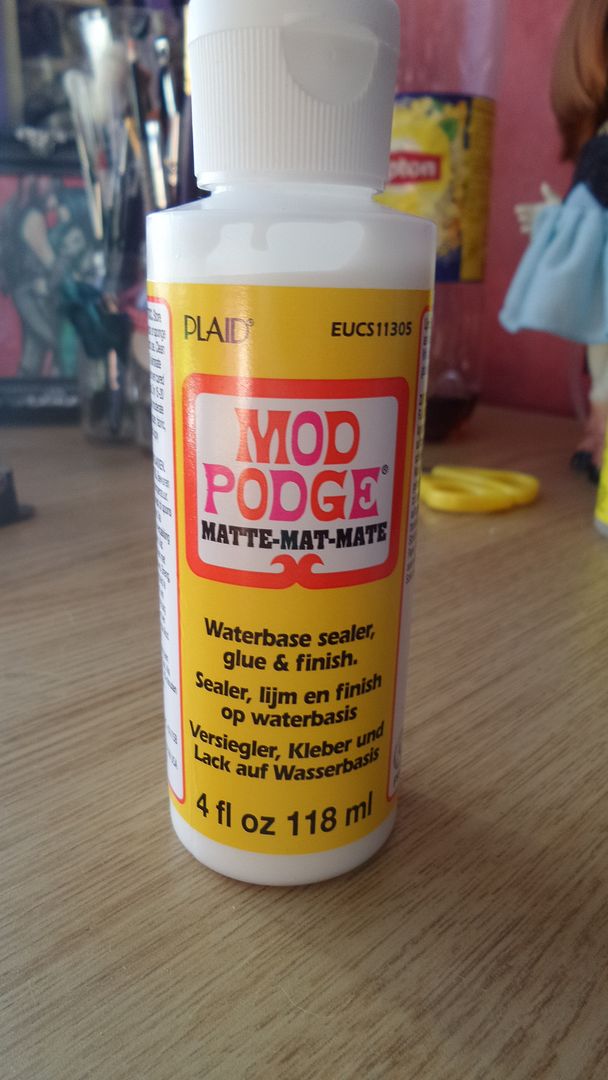 PLAID®
EUCS11305
MOD
PODGE®
MATTE-MAT-MATE
Waterbase sealer,
glue & finish.
Sealer, lijm en finish
op waterbasis
Versiegler, Kleber und
Lack auf Wasserbasis
4 fl oz 118 ml
pton